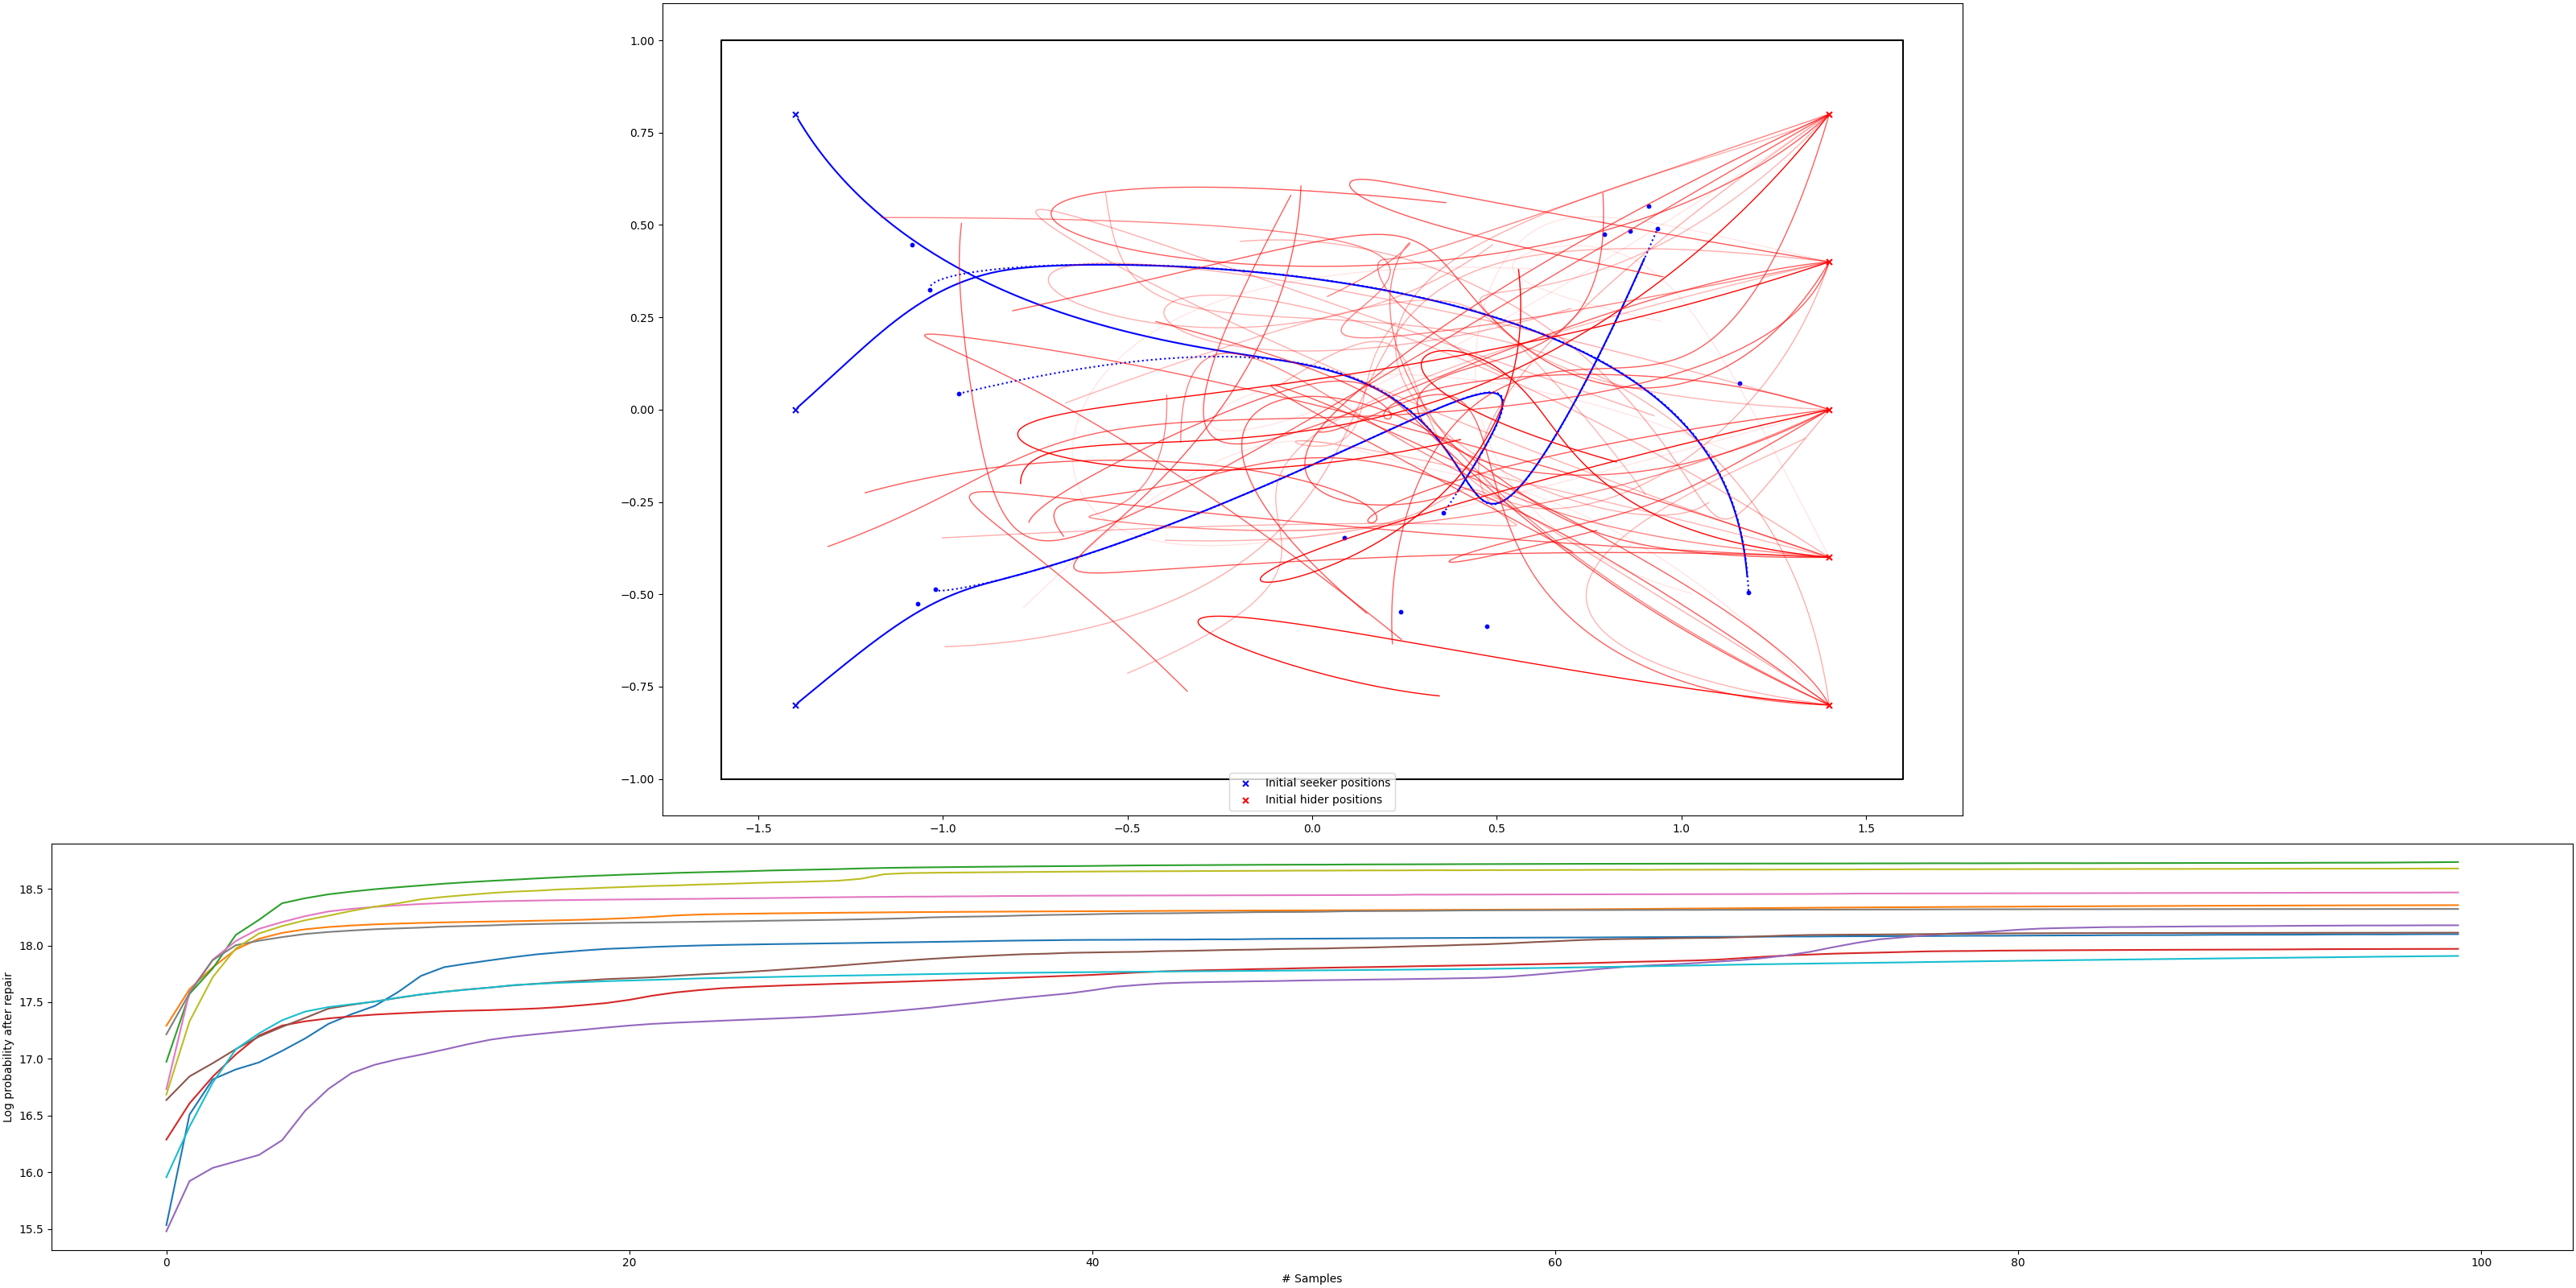 1.00
0.75
0.50
0.25
0.00
−0.25
−0.50
−0.75
−1.00
Initial seeker positions
Initial hider positions
−1.5 −1.0 −0.5 0.0 0.5 1.0 1.5
Log probability after repair
18.5
18.0
17.5
17.0
16.5
16.0
15.5
0 20 40 60 80 100
# Samples